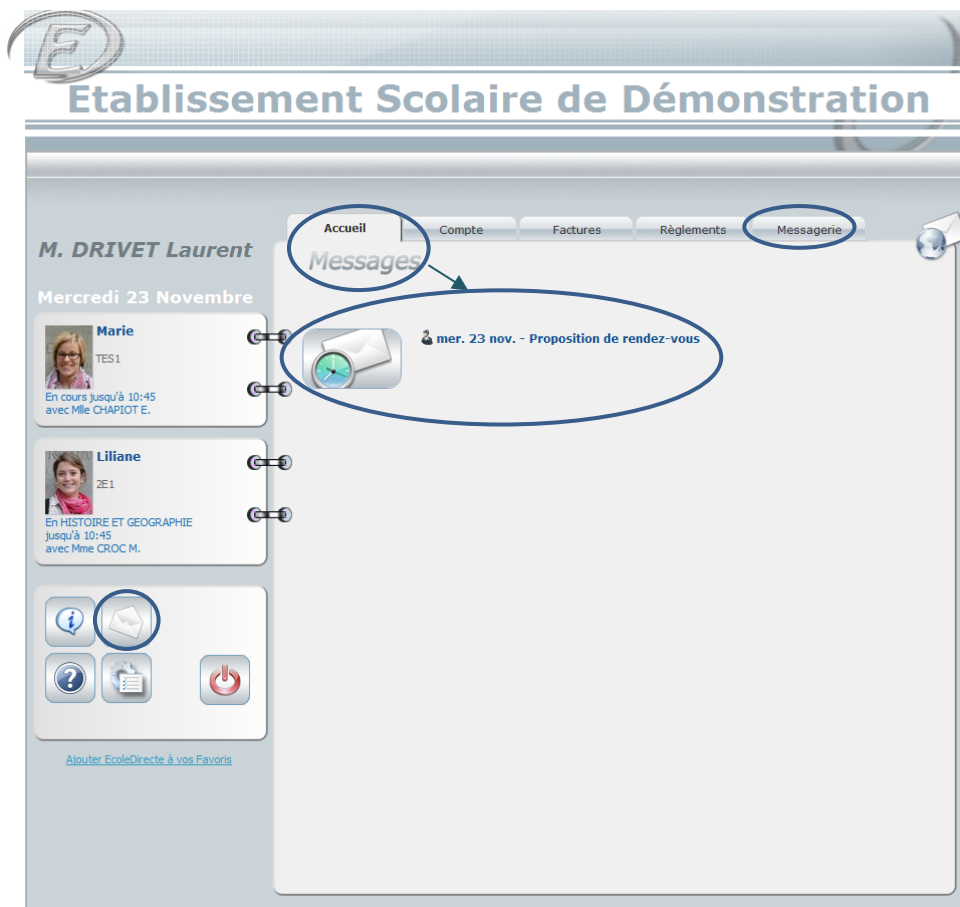 E
Etablissement Scolaire de Démonstration
M. DRIVET Laurent
Mercredi 23 Novembre
Marie
TES1
En cours jusqu'à 10:45
avec Mlle CHAPIOT E.
Liliane
2E1
En HISTOIRE ET GEOGRAPHIE
jusqu'à 10:45
avec Mme CROC M.
Ajouter EcoleDirecte à vos Favoris
Accueil
Compte
Factures
Règlements
Messagerie
Messages
mer. 23 nov. - Proposition de rendez-vous